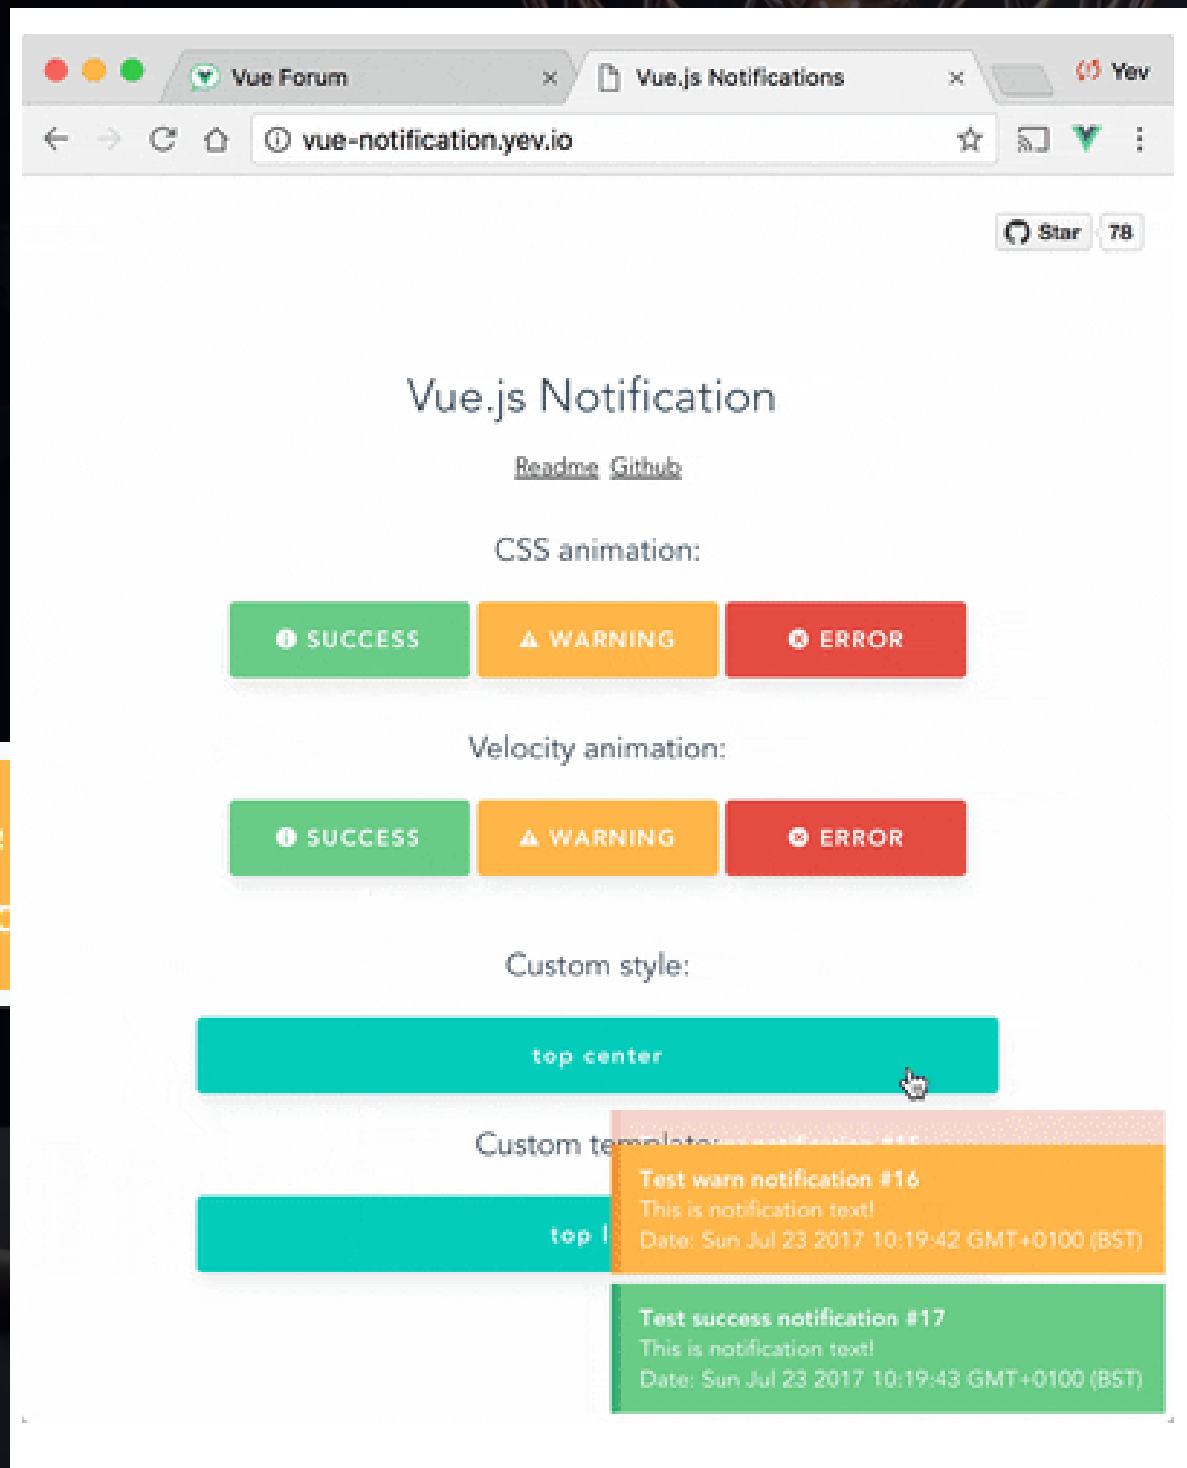 Vue Forum
Vue.js Notifications
Yev
vue-notification.yev.io
Star 78
Vue.js Notification
Readme Github
CSS animation:
SUCCESS WARNING ERROR
Velocity animation:
SUCCESS WARNING ERROR
Custom style:
top center
Custom template:
notification #15
Test warn notification #16
This is notification text!
top
Date: Sun Jul 23 2017 10:19:42 GMT+0100 (BST)
Test success notification #17
This is notification text!
Date: Sun Jul 23 2017 10:19:43 GMT+0100 (BST)